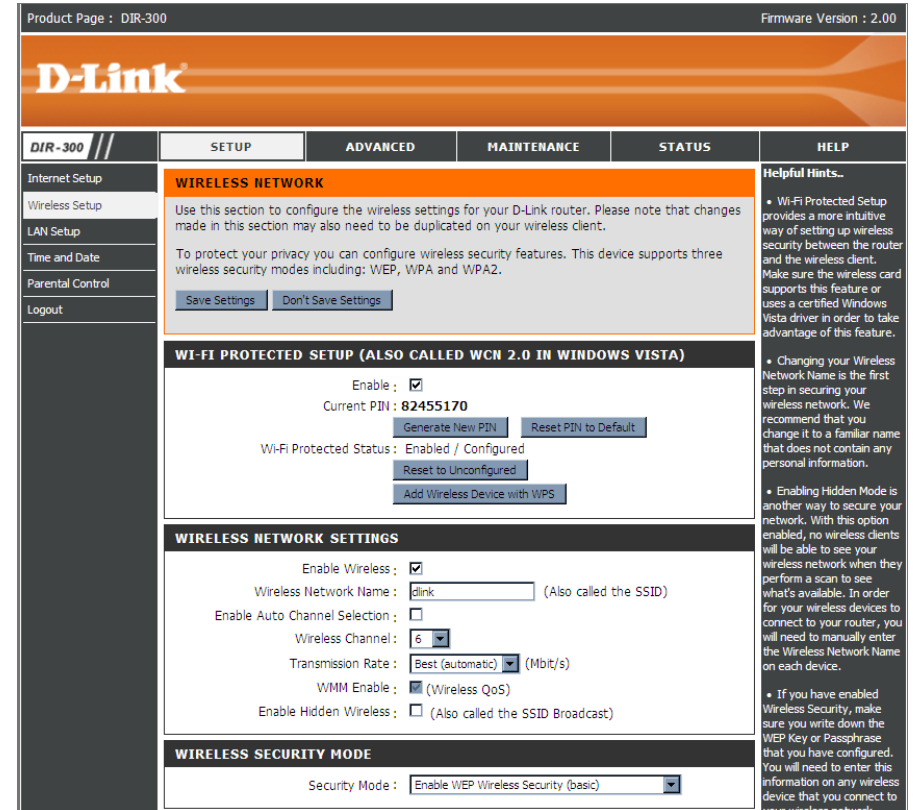 Product Page : DIR-300
Firmware Version : 2.00
D-Link
DIR-300
SETUP
ADVANCED
MAINTENANCE
STATUS
HELP
Internet Setup
Wireless Setup
LAN Setup
Time and Date
Parental Control
Logout
WIRELESS NETWORK
Use this section to configure the wireless settings for your D-Link router. Please note that changes
made in this section may also need to be duplicated on your wireless client.
To protect your privacy you can configure wireless security features. This device supports three
wireless security modes including: WEP, WPA and WPA2.
Save Settings
Don't Save Settings
WI-FI PROTECTED SETUP (ALSO CALLED WCN 2.0 IN WINDOWS VISTA)
Enable :
Current PIN : 82455170
Generate New PIN
Reset PIN to Default
Wi-Fi Protected Status : Enabled / Configured
Reset to Unconfigured
Add Wireless Device with WPS
WIRELESS NETWORK SETTINGS
Enable Wireless :
Wireless Network Name : dlink (Also called the SSID)
Enable Auto Channel Selection :
Wireless Channel : 6
Transmission Rate : Best (automatic) (Mbit/s)
WMM Enable : (Wireless QoS)
Enable Hidden Wireless : (Also called the SSID Broadcast)
WIRELESS SECURITY MODE
Security Mode : Enable WEP Wireless Security (basic)
Helpful Hints..
• Wi-Fi Protected Setup
provides a more intuitive
way of setting up wireless
security between the router
and the wireless client.
Make sure the wireless card
supports this feature or
uses a certified Windows
Vista driver in order to take
advantage of this feature.
• Changing your Wireless
Network Name is the first
step in securing your
wireless network. We
recommend that you
change it to a familiar name
that does not contain any
personal information.
• Enabling Hidden Mode is
another way to secure your
network. With this option
enabled, no wireless clients
will be able to see your
wireless network when they
perform a scan to see
what's available. In order
for your wireless devices to
connect to your router, you
will need to manually enter
the Wireless Network Name
on each device.
• If you have enabled
Wireless Security, make
sure you write down the
WEP Key or Passphrase
that you have configured.
You will need to enter this
information on any wireless
device that you connect to
your wireless network.